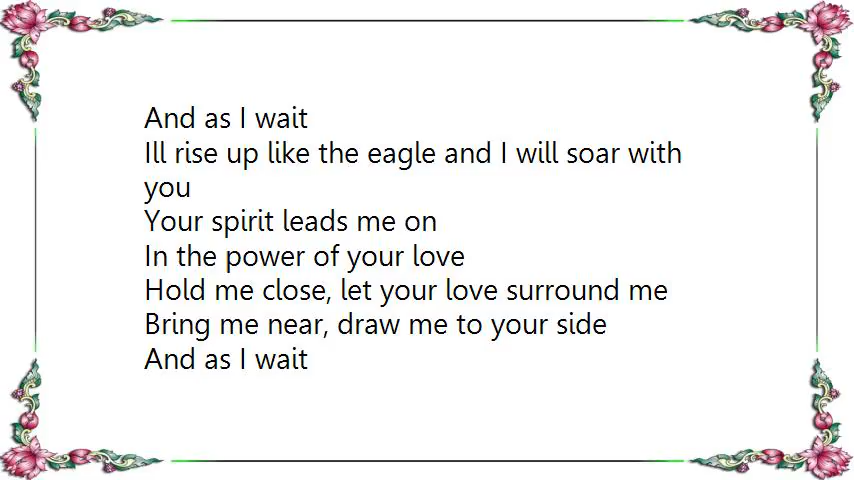 And as I wait
Ill rise up like the eagle and I will soar with
you
Your spirit leads me on
In the power of your love
Hold me close, let your love surround me
Bring me near, draw me to your side
And as I wait